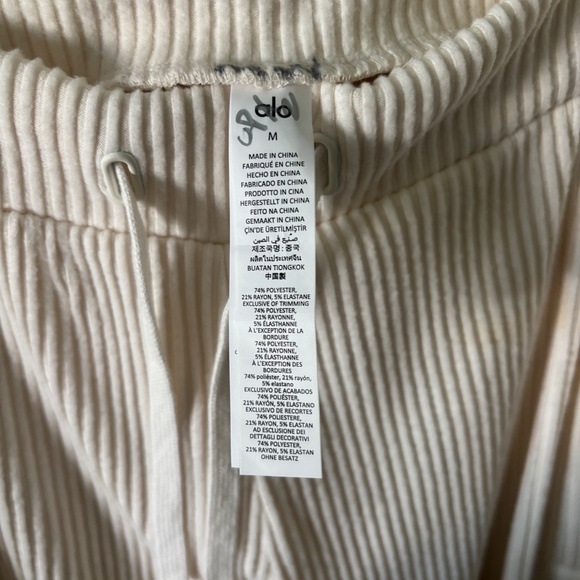 alo
M
MADE IN CHINA
FABRIQUÉ EN CHINE
HECHO EN CHINA
FABRICADO EN CHINA
PRODOTTO IN CINA
HERGESTELLT IN CHINA
FEITO NA CHINA
GEMAAKT IN CHINA
ÇİN'DE ÜRETİLMİŞTİR
صنع في الصين
제조국명 : 중국
ผลิตในประเทศจีน
BUATAN TIONGKOK
中国製
74% POLYESTER,
21% RAYON, 5% ELASTANE
EXCLUSIVE OF TRIMMING
74% POLYESTER,
21% RAYONNE,
5% ÉLASTHANNE
À L'EXCEPTION DE LA
BORDURE
74% POLYESTER,
21% RAYONNE,
5% ÉLASTHANNE
À L'EXCEPTION DES
BORDURES
74% poliéster, 21% rayón,
5% elastano
EXCLUSIVO DE ACABADOS
74% POLIÉSTER,
21% RAYON, 5% ELASTANO
EXCLUSIVO DE RECORTES
74% POLIESTERE,
21% RAYON, 5% ELASTAN
AD ESCLUSIONE DEI
DETTAGLI DECORATIVI
74% POLYESTER,
21% RAYON, 5% ELASTAN
OHNE BESATZ